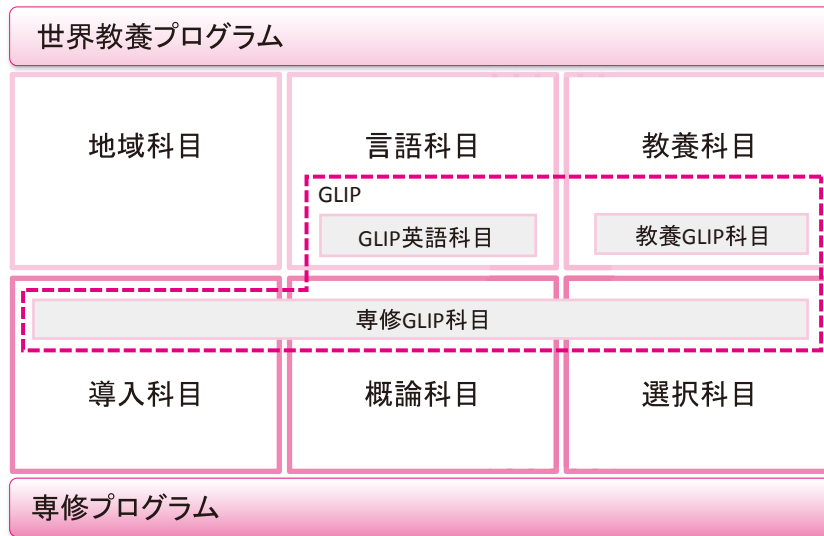 世界教養プログラム
地域科目
言語科目
教養科目
GLIP
GLIP英語科目
教養GLIP科目
専修GLIP科目
導入科目
概論科目
選択科目
専修プログラム